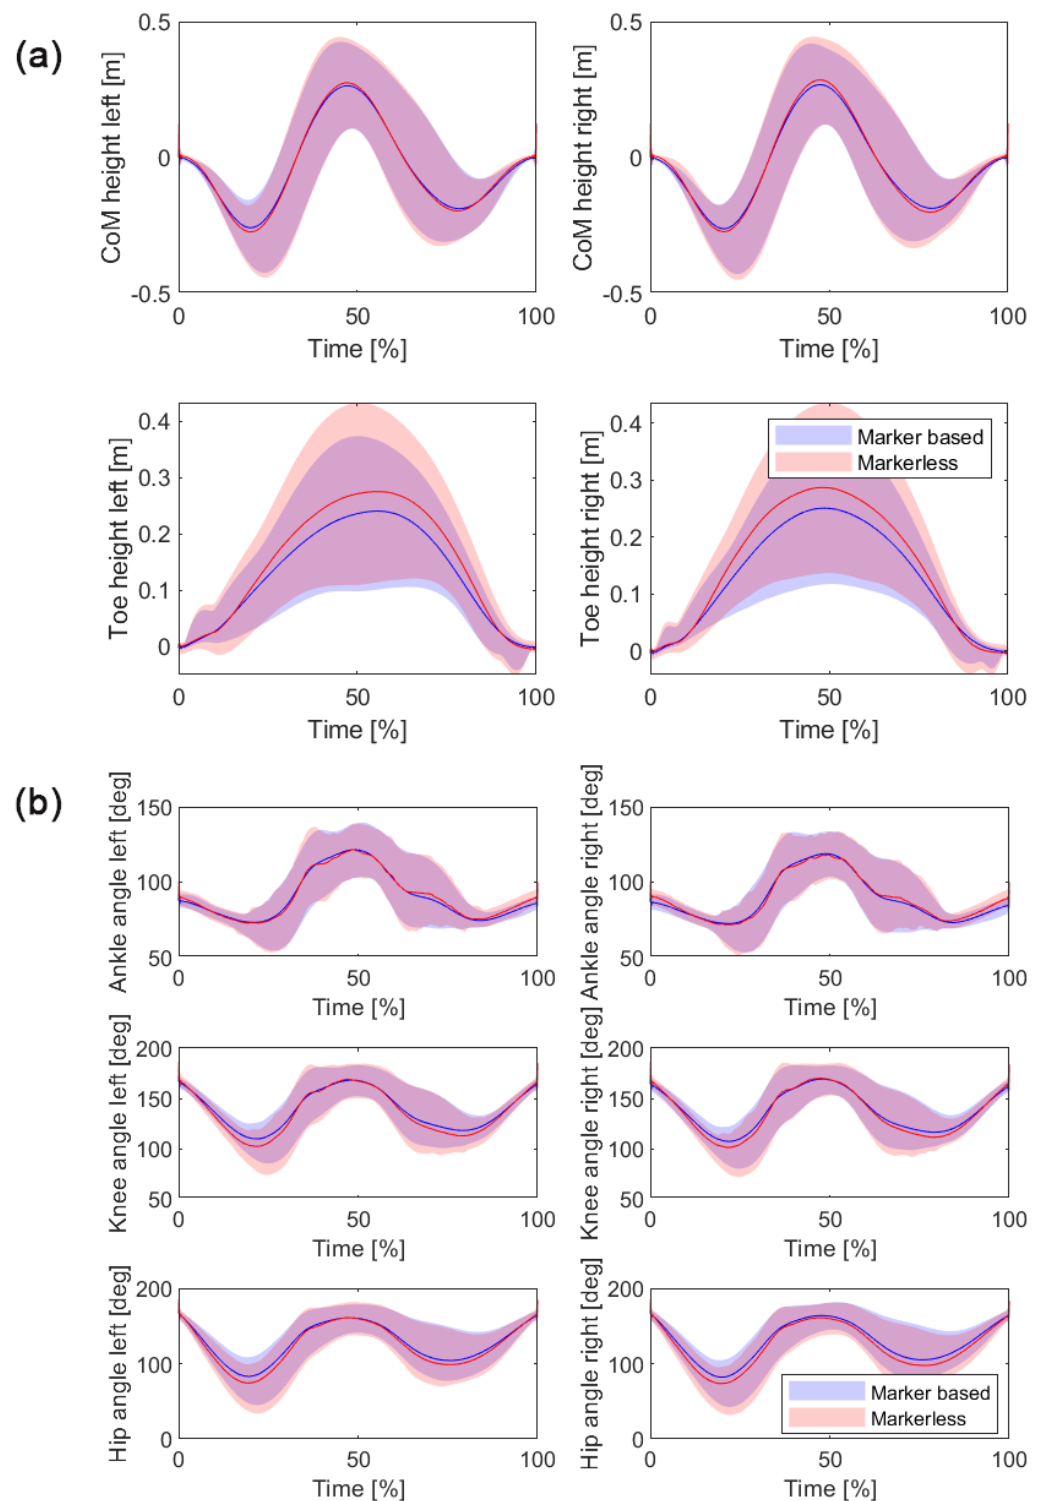 (a)
CoM height left [m]
0.5
0
-0.5
0
50
100
Time [%]
CoM height right [m]
0.5
0
-0.5
0
50
100
Time [%]
Toe height left [m]
0.4
0.3
0.2
0.1
0
0
50
100
Time [%]
Toe height right [m]
0.4
0.3
0.2
0.1
0
0
50
100
Time [%]
Marker based
Markerless
(b)
Ankle angle left [deg]
150
100
50
0
50
100
Time [%]
Ankle angle right [deg]
150
100
50
0
50
100
Time [%]
Knee angle left [deg]
200
150
100
50
0
50
100
Time [%]
Knee angle right [deg]
200
150
100
50
0
50
100
Time [%]
Hip angle left [deg]
200
100
0
0
50
100
Time [%]
Hip angle right [deg]
200
100
0
0
50
100
Time [%]
Marker based
Markerless